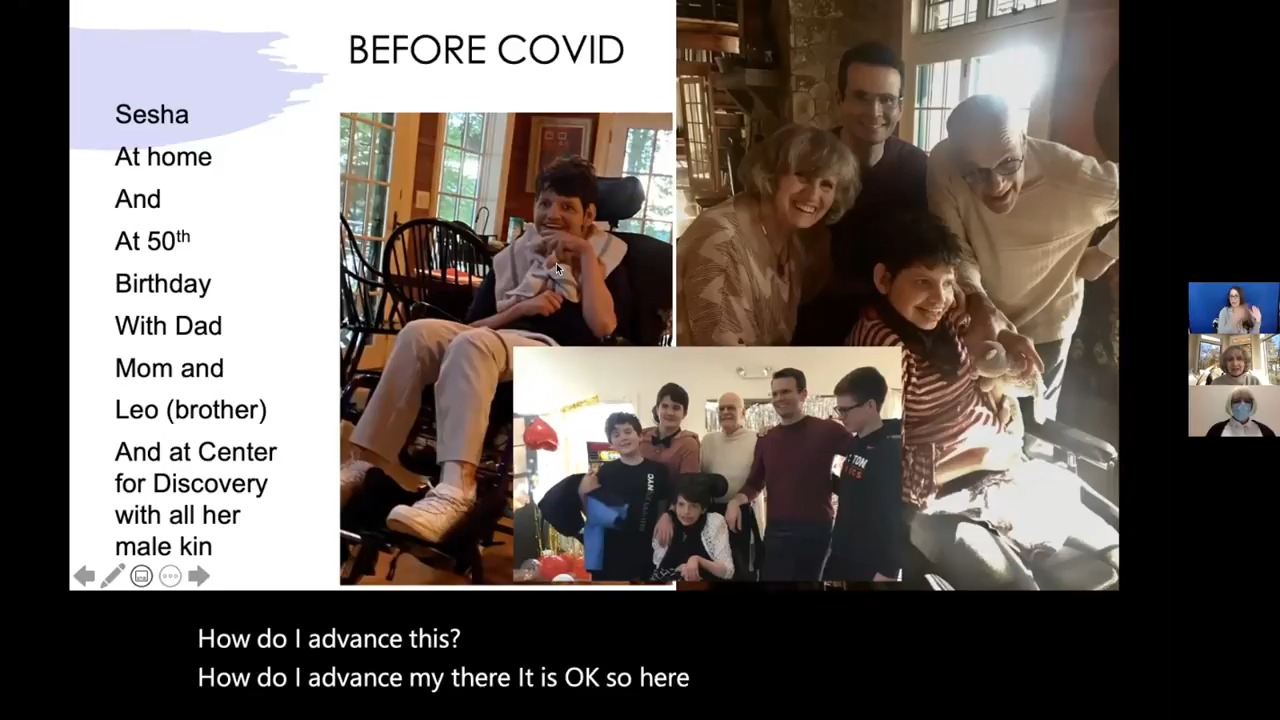 BEFORE COVID
Sesha
At home
And
At 50th
Birthday
With Dad
Mom and
Leo (brother)
And at Center
for Discovery
with all her
male kin
NYC
How do I advance this?
How do I advance my there It is OK so here